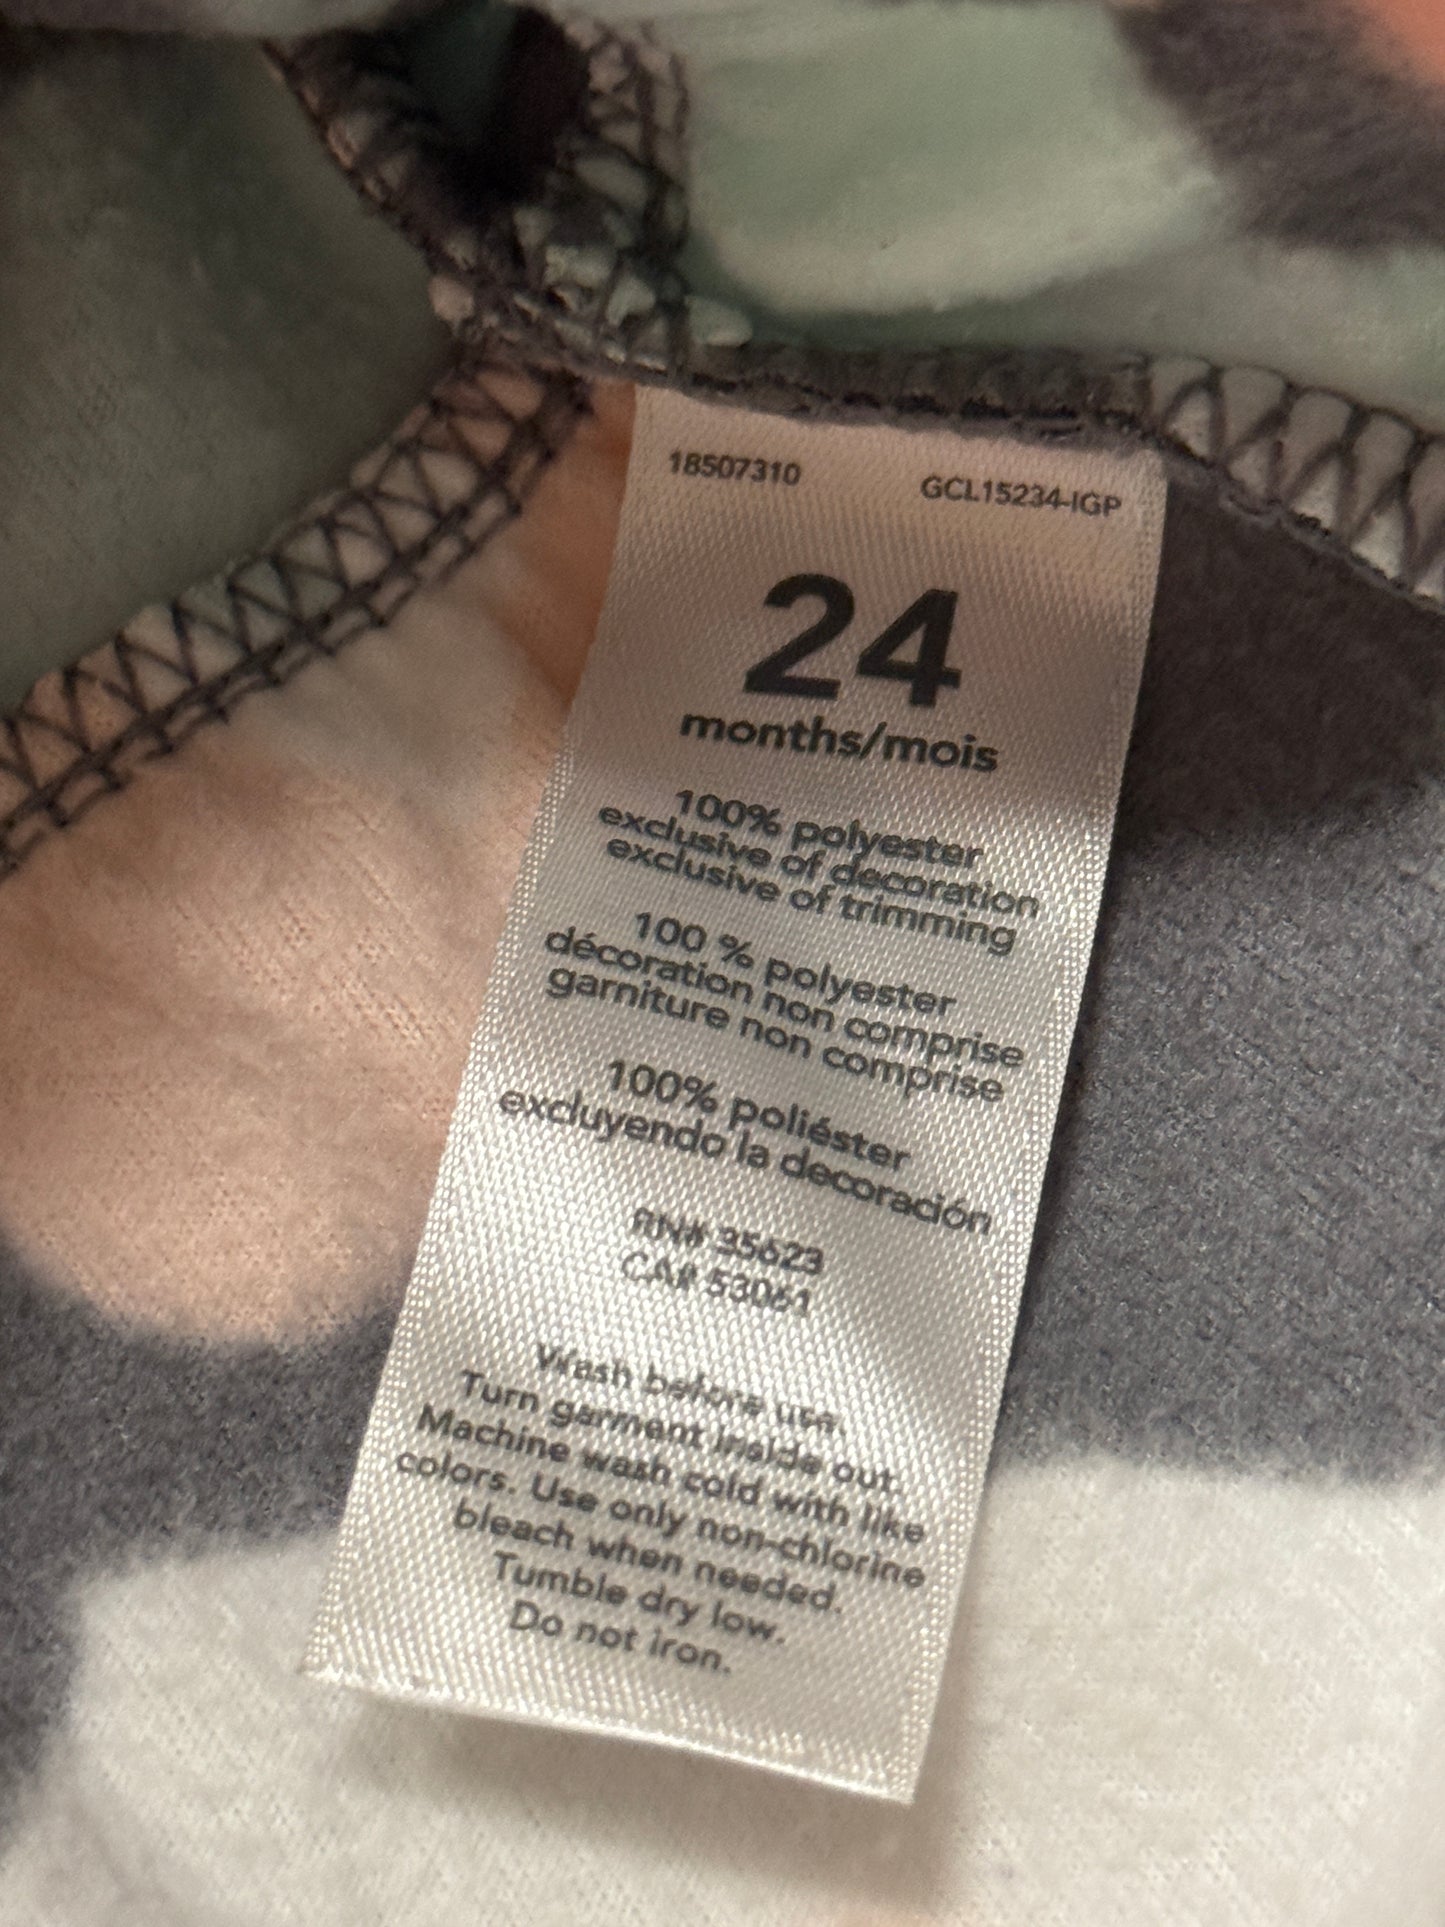 18507310 GCL15234-IGP
24
months/mois
100% polyester
exclusive of decoration
exclusive of trimming
100 % polyester
décoration non comprise
garniture non comprise
100% poliéster
excluyendo la decoración
RN# 35623
CA# 53061
Wash before use.
Turn garment inside out.
Machine wash cold with like
colors. Use only non-chlorine
bleach when needed.
Tumble dry low.
Do not iron.